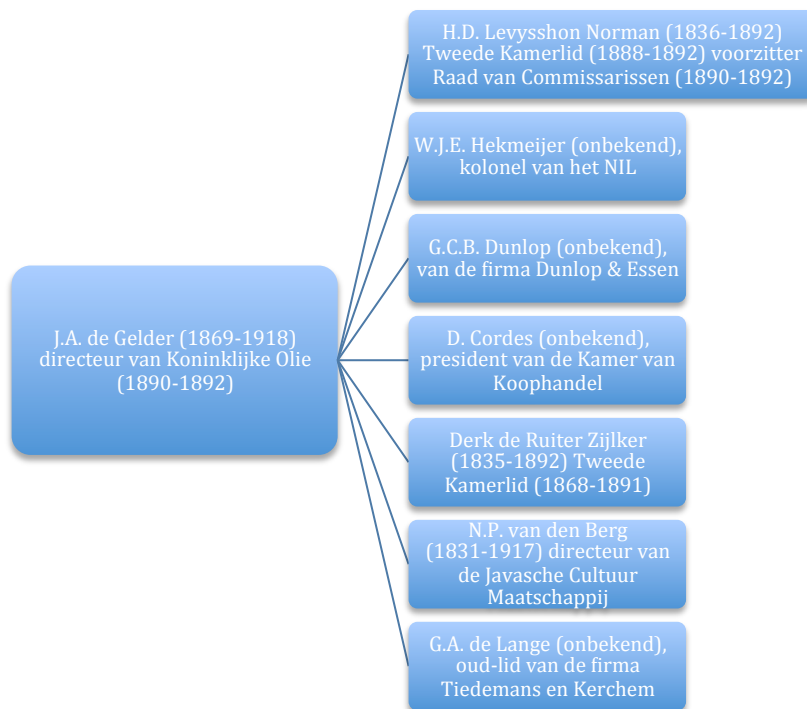 H.D. Levysshon Norman (1836-1892)
Tweede Kamerlid (1888-1892) voorzitter
Raad van Commissarissen (1890-1892)
W.J.E. Hekmeijer (onbekend),
kolonel van het NIL
G.C.B. Dunlop (onbekend),
van de firma Dunlop & Essen
J.A. de Gelder (1869-1918)
directeur van Koninklijke Olie
(1890-1892)
D. Cordes (onbekend),
president van de Kamer van
Koophandel
Derk de Ruiter Zijlker
(1835-1892) Tweede
Kamerlid (1868-1891)
N.P. van den Berg
(1831-1917) directeur van
de Javasche Cultuur
Maatschappij
G.A. de Lange (onbekend),
oud-lid van de firma
Tiedemans en Kerchem